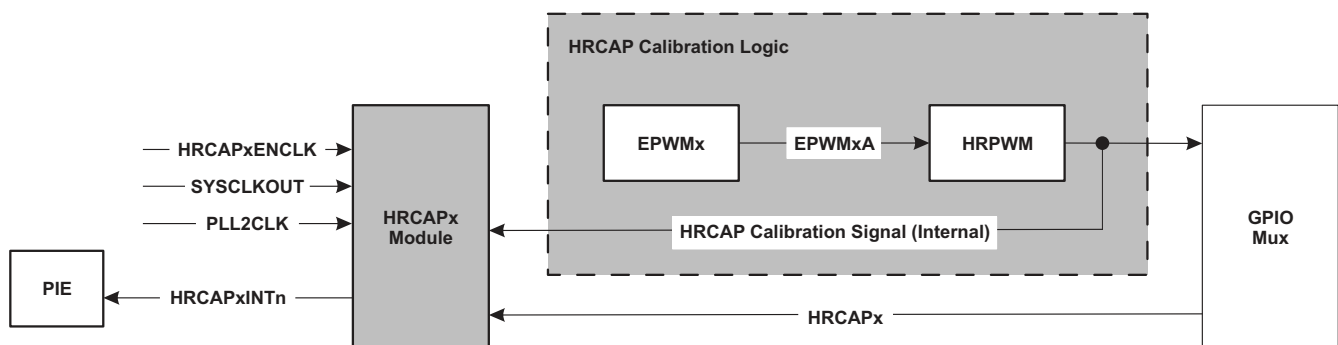 HRCAP Calibration Logic
EPWMx
EPWMxA
HRPWM
HRCAPxENCLK
SYSCLKOUT
PLL2CLK
HRCAPx
Module
HRCAP Calibration Signal (Internal)
GPIO
Mux
PIE
HRCAPxINTn
HRCAPx